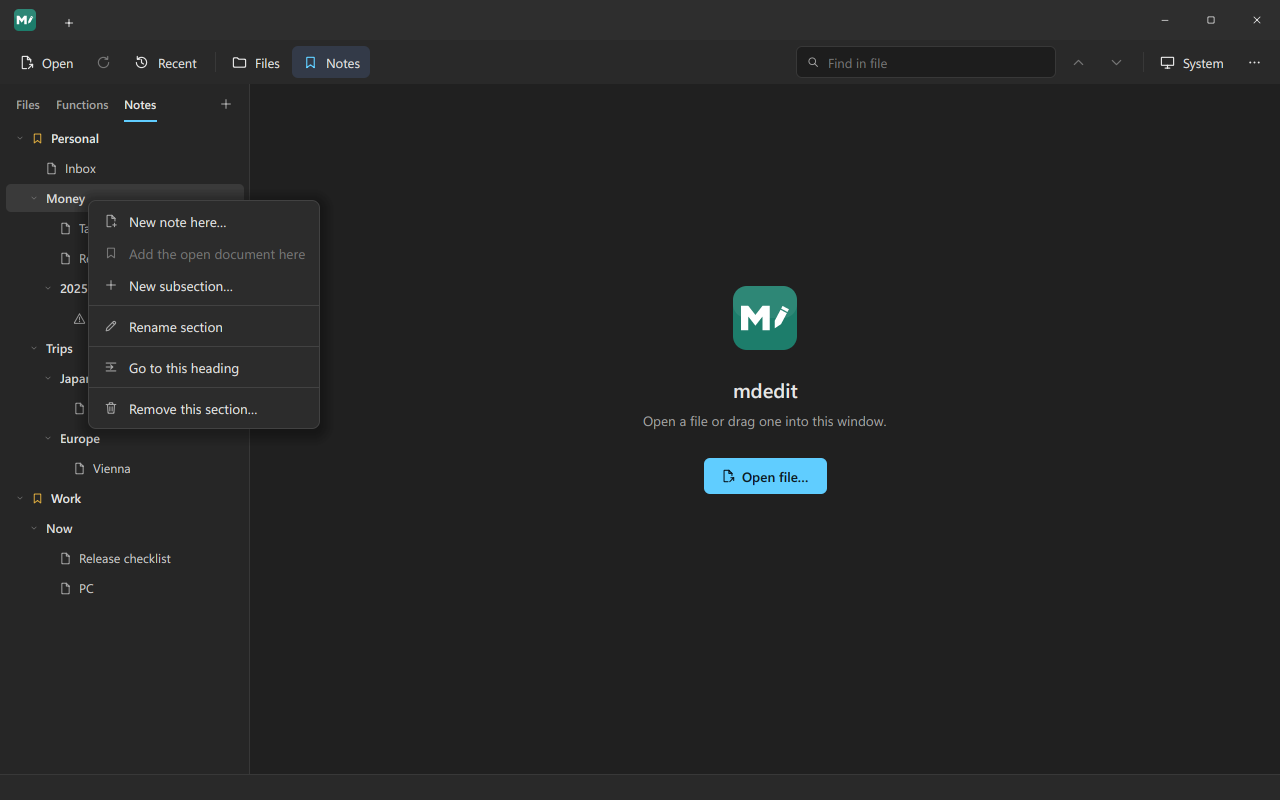 M
+
Open
Recent
Files
Notes
Find in file
System
Files
Functions
Notes
Personal
Inbox
Money
New note here...
Add the open document here
2025
New subsection...
Rename section
Trips
Go to this heading
Remove this section...
Europe
Vienna
Work
Now
Release checklist
PC
M
mdedit
Open a file or drag one into this window.
Open file...